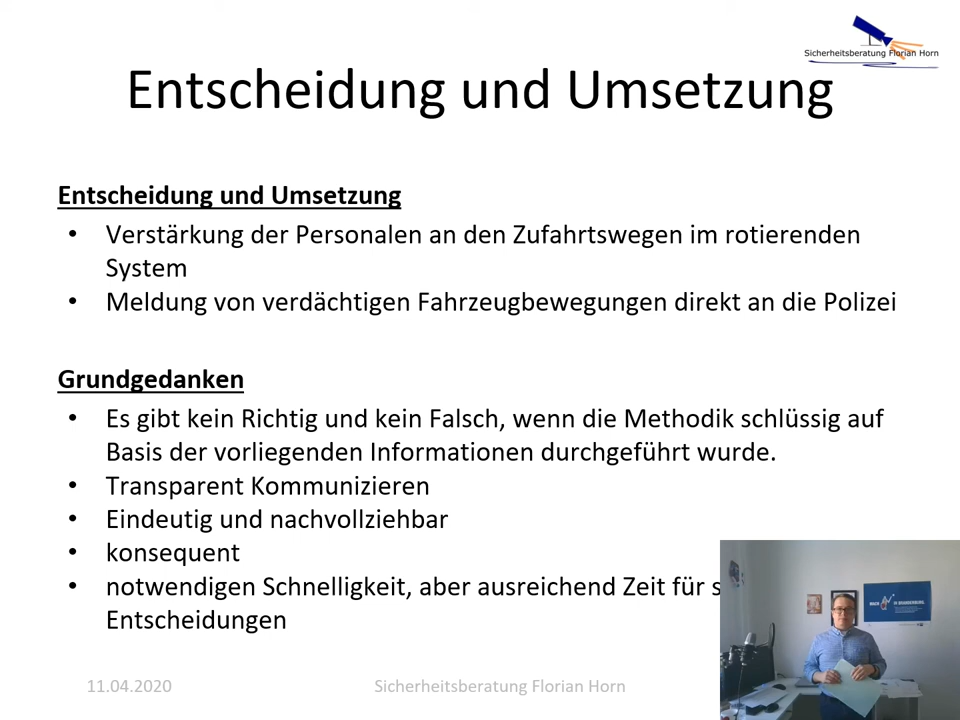 Sicherheitsberatung Florian Horn
Entscheidung und Umsetzung
Entscheidung und Umsetzung
• Verstärkung der Personalen an den Zufahrtswegen im rotierenden
System
• Meldung von verdächtigen Fahrzeugbewegungen direkt an die Polizei
Grundgedanken
• Es gibt kein Richtig und kein Falsch, wenn die Methodik schlüssig auf
Basis der vorliegenden Informationen durchgeführt wurde.
• Transparent Kommunizieren
• Eindeutig und nachvollziehbar
• konsequent
• notwendigen Schnelligkeit, aber ausreichend Zeit für
Entscheidungen
11.04.2020
Sicherheitsberatung Florian Horn